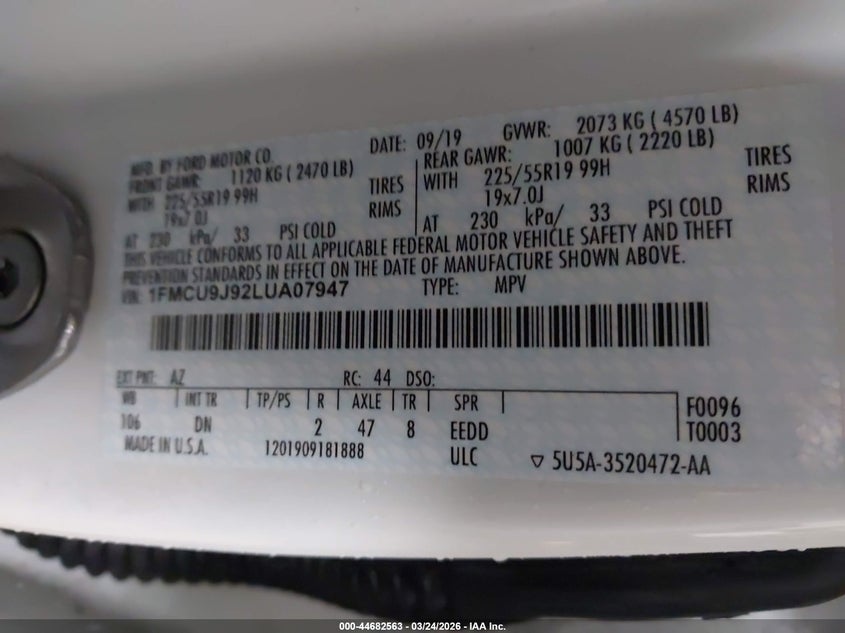 MFD. BY FORD MOTOR CO.
DATE: 09/19 GVWR: 2073 KG ( 4570 LB)
FRONT GAWR: 1120 KG ( 2470 LB)
REAR GAWR: 1007 KG ( 2220 LB)
WITH 225/55R19 99H TIRES
WITH 225/55R19 99H TIRES
19x7.0J RIMS
19x7.0J RIMS
AT 230 kPa/ 33 PSI COLD
AT 230 kPa/ 33 PSI COLD
THIS VEHICLE CONFORMS TO ALL APPLICABLE FEDERAL MOTOR VEHICLE SAFETY AND THEFT
PREVENTION STANDARDS IN EFFECT ON THE DATE OF MANUFACTURE SHOWN ABOVE.
VIN: 1FMCU9J92LUA07947 TYPE: MPV
EXT PNT: AZ RC: 44 DSO:
WB INT TR TP/PS R AXLE TR SPR
106 DN 2 47 8 EEDD
F0096
T0003
MADE IN U.S.A. 1201909181888 ULC ▽ 5U5A-3520472-AA
000-44682563 - 03/24/2026 - IAA Inc.